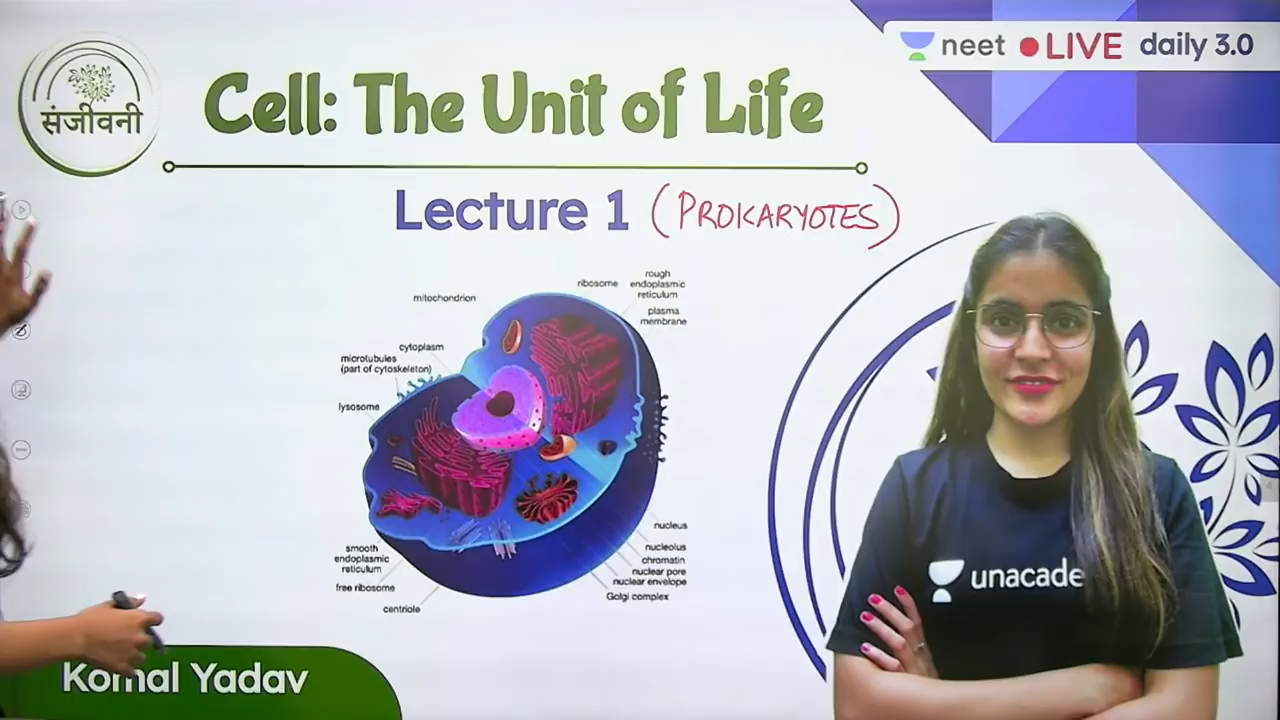 संजीवनी
Cell: The Unit of Life
neet LIVE daily 3.0
Lecture 1 (PROKARYOTES)
ribosome
rough
endoplasmic
reticulum
mitochondrion
plasma
membrane
cytoplasm
microtubules
(part of cytoskeleton)
lysosome
nucleus
nucleolus
chromatin
nuclear pore
nuclear envelope
Golgi complex
smooth
endoplasmic
reticulum
free ribosome
centriole
unacade
Komal Yadav